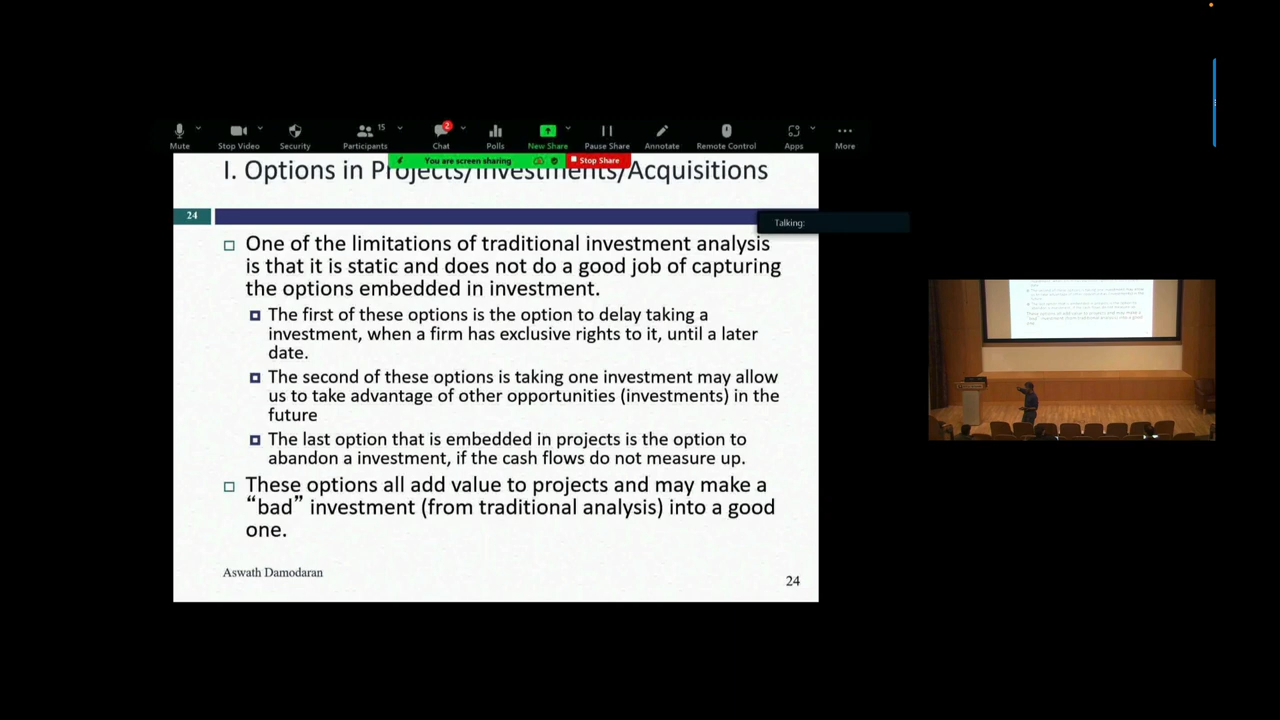 15
2
Mute
Stop Video
Security
Participants
Chat
Polls
New Share
Pause Share
Annotate
Remote Control
Apps
More
You are screen sharing
Stop Share
I. Options in Projects/Investments/Acquisitions
24
Talking:
One of the limitations of traditional investment analysis
is that it is static and does not do a good job of capturing
the options embedded in investment.
The first of these options is the option to delay taking a
investment, when a firm has exclusive rights to it, until a later
date.
The second of these options is taking one investment may allow
us to take advantage of other opportunities (investments) in the
future
The last option that is embedded in projects is the option to
abandon a investment, if the cash flows do not measure up.
These options all add value to projects and may make a
“bad” investment (from traditional analysis) into a good
one.
Aswath Damodaran
24